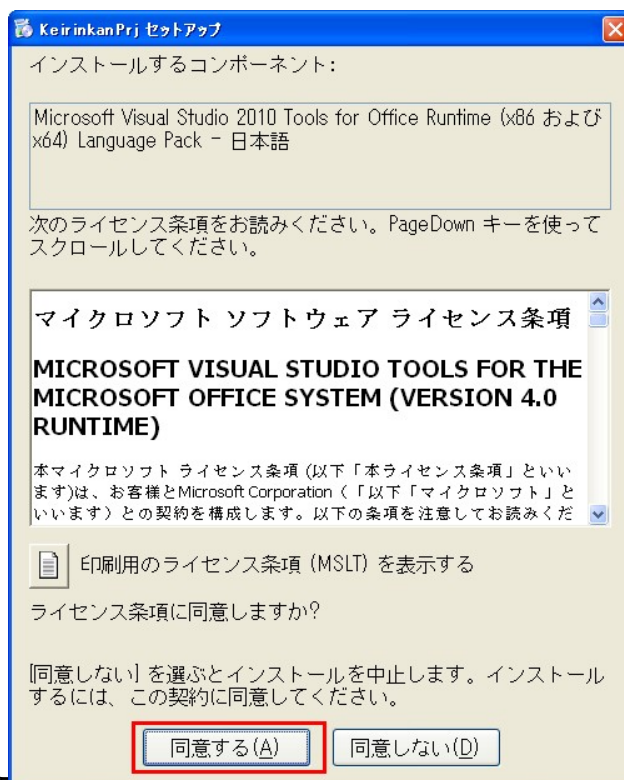 KeirinkanPrj セットアップ
インストールするコンポーネント:
Microsoft Visual Studio 2010 Tools for Office Runtime (x86 および
x64) Language Pack - 日本語
次のライセンス条項をお読みください。PageDown キーを使って
スクロールしてください。
マイクロソフト ソフトウェア ライセンス条項
MICROSOFT VISUAL STUDIO TOOLS FOR THE
MICROSOFT OFFICE SYSTEM (VERSION 4.0
RUNTIME)
本マイクロソフト ライセンス条項 (以下「本ライセンス条項」といい
ます)は、お客様とMicrosoft Corporation (「以下「マイクロソフト」と
いいます) との契約を構成します。以下の条項を注意してお読みくだ
印刷用のライセンス条項 (MSLT) を表示する
ライセンス条項に同意しますか?
[同意しない] を選ぶとインストールを中止します。インストール
するには、この契約に同意してください。
同意する(A)
同意しない(D)